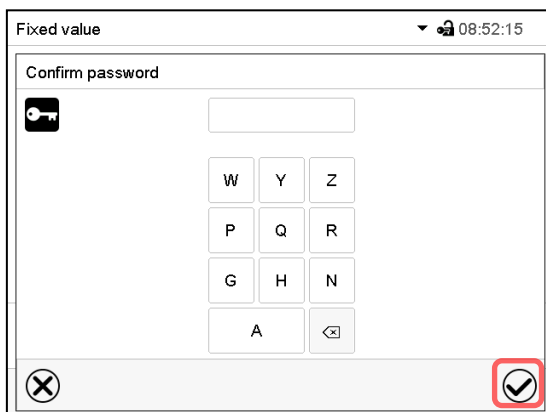 Fixed value 08:52:15
Confirm password
W Y Z
P Q R
G H N
A